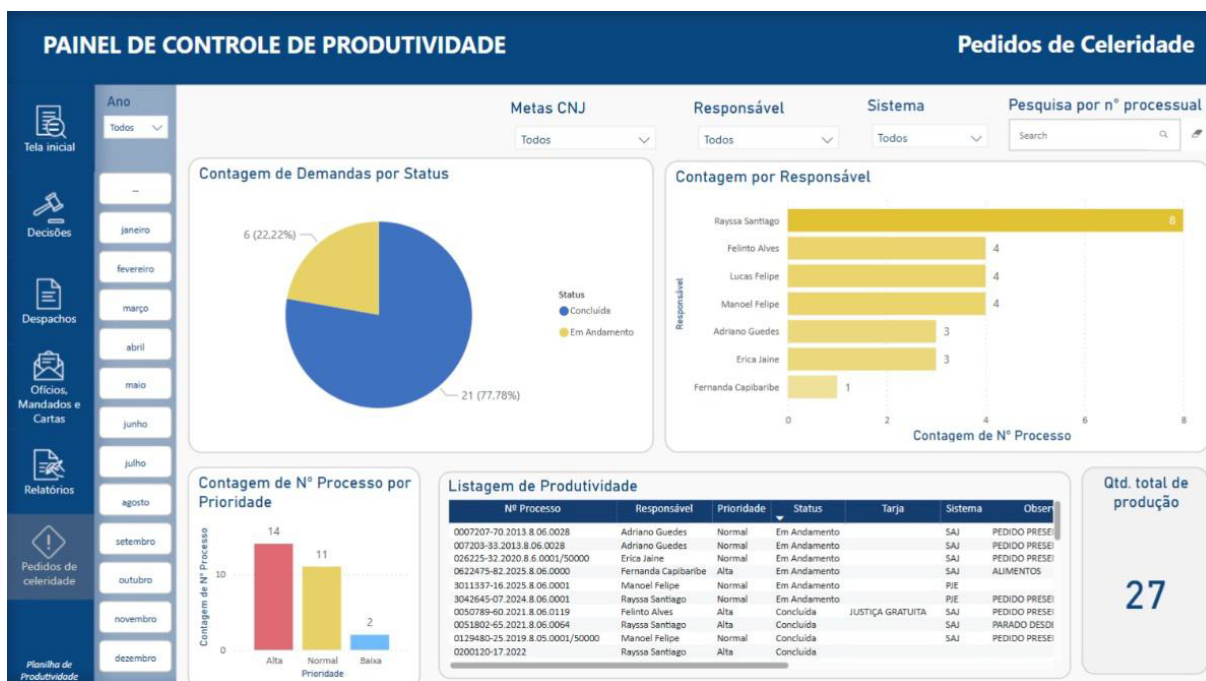 PAINEL DE CONTROLE DE PRODUTIVIDADE
Pedidos de Celeridade
Tela inicial
Decisões
Despachos
Ofícios,
Mandados e
Cartas
Relatórios
Pedidos de
celeridade
Planilha de
Produtividade
Ano
Todos
--
janeiro
fevereiro
março
abril
maio
junho
julho
agosto
setembro
outubro
novembro
dezembro
Metas CNJ
Todos
Responsável
Todos
Sistema
Todos
Pesquisa por n° processual
Search
Contagem de Demandas por Status
6 (22,22%)
21 (77,78%)
Status
Concluída
Em Andamento
Contagem por Responsável
Responsável
Rayssa Santiago 8
Felinto Alves 4
Lucas Felipe 4
Manoel Felipe 4
Adriano Guedes 3
Erica Jaine 3
Fernanda Capibaribe 1
0 2 4 6 8
Contagem de Nº Processo
Contagem de Nº Processo por
Prioridade
Contagem de Nº Processo
10
0
14
11
2
Alta Normal Baixa
Prioridade
Listagem de Produtividade
Nº Processo Responsável Prioridade Status Tarja Sistema Obser
0007207-70.2013.8.06.0028 Adriano Guedes Normal Em Andamento SAJ PEDIDO PRESE
007203-33.2013.8.06.0028 Adriano Guedes Normal Em Andamento SAJ PEDIDO PRESE
026225-32.2020.8.6.0001/50000 Erica Jaine Normal Em Andamento SAJ PEDIDO PRESE
0622475-82.2025.8.06.0000 Fernanda Capibaribe Alta Em Andamento SAJ ALIMENTOS
3011337-16.2025.8.06.0001 Manoel Felipe Normal Em Andamento PJE
3042645-07.2024.8.06.0001 Rayssa Santiago Normal Em Andamento PJE PEDIDO PRESE
0050789-60.2021.8.06.0119 Felinto Alves Alta Concluída JUSTIÇA GRATUITA SAJ PEDIDO PRESE
0051802-65.2021.8.06.0064 Rayssa Santiago Alta Concluída SAJ PARADO DESDI
0129480-25.2019.8.05.0001/50000 Manoel Felipe Normal Concluída SAJ PEDIDO PRESE
0200120-17.2022 Rayssa Santiago Alta Concluída
Qtd. total de
produção
27